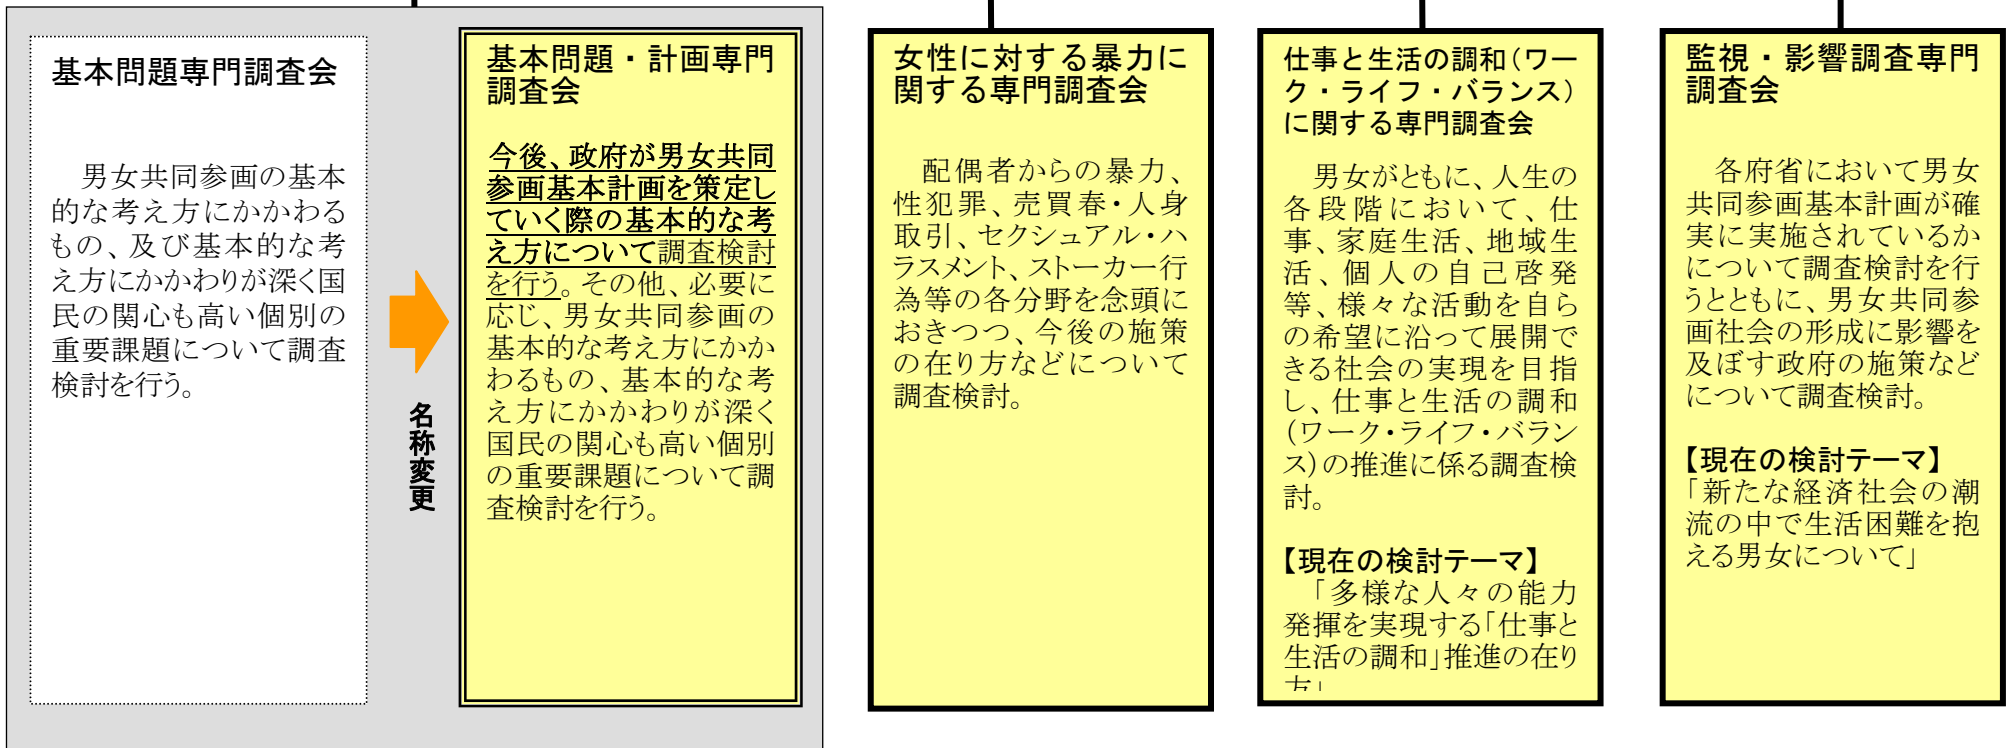 基本問題専門調査会
男女共同参画の基本
的な考え方にかかわる
もの、及び基本的な考
え方にかかわりが深く国
民の関心も高い個別の
重要課題について調査
検討を行う。
名称変更
基本問題・計画専門
調査会
今後、政府が男女共同
参画基本計画を策定し
ていく際の基本的な考
え方について調査検討
を行う。その他、必要に
応じ、男女共同参画の
基本的な考え方にかか
わるもの、基本的な考
え方にかかわりが深く
国民の関心も高い個別
の重要課題について調
査検討を行う。
女性に対する暴力に
関する専門調査会
配偶者からの暴力、
性犯罪、売買春・人身
取引、セクシュアル・ハ
ラスメント、ストーカー行
為等の各分野を念頭に
おきつつ、今後の施策
の在り方などについて
調査検討。
仕事と生活の調和(ワー
ク・ライフ・バランス)
に関する専門調査会
男女がともに、人生の
各段階において、仕
事、家庭生活、地域生
活、個人の自己啓発
等、様々な活動を自ら
の希望に沿って展開で
きる社会の実現を目指
し、仕事と生活の調和
(ワーク・ライフ・バラン
ス)の推進に係る調査検
討。
【現在の検討テーマ】
「多様な人々の能力
発揮を実現する「仕事と
生活の調和」推進の在り
方」
監視・影響調査専門
調査会
各府省において男女
共同参画基本計画が確
実に実施されているか
について調査検討を行
うとともに、男女共同参
画社会の形成に影響を
及ぼす政府の施策など
について調査検討。
【現在の検討テーマ】
「新たな経済社会の潮
流の中で生活困難を抱
える男女について」